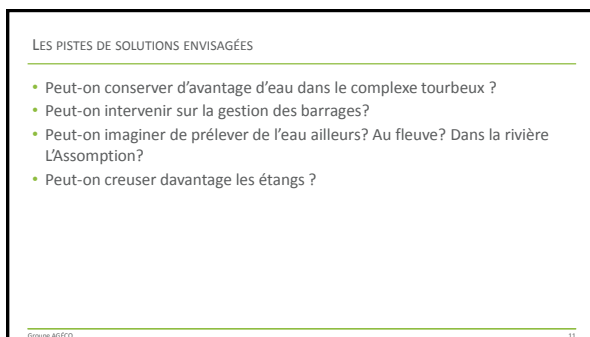 LES PISTES DE SOLUTIONS ENVISAGÉES
• Peut-on conserver d'avantage d'eau dans le complexe tourbeux ?
• Peut-on intervenir sur la gestion des barrages?
• Peut-on imaginer de prélever de l'eau ailleurs? Au fleuve? Dans la rivière
L'Assomption?
• Peut-on creuser davantage les étangs ?
Groupe AGÉCO
11